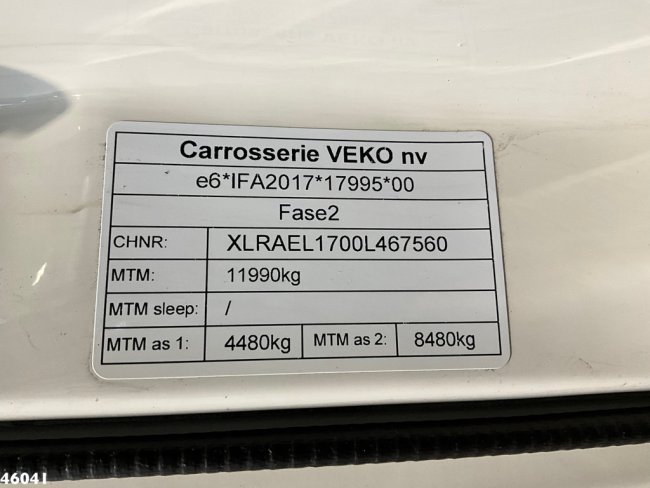 Carrosserie VEKO nv
e6*IFA2017*17995*00
Fase2
CHNR: XLRAEL1700L467560
MTM: 11990kg
MTM sleep: /
MTM as 1: 4480kg MTM as 2: 8480kg
46041